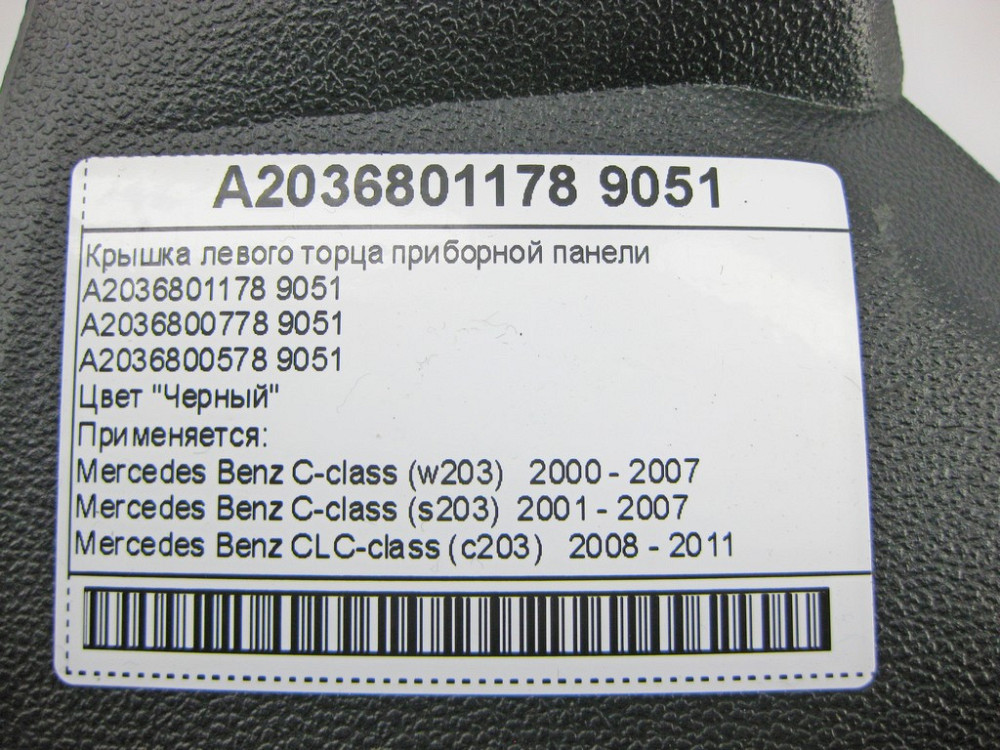 A2036801178 9051
Крышка левого торца приборной панели
A2036801178 9051
A2036800778 9051
A2036800578 9051
Цвет "Черный"
Применяется:
Mercedes Benz C-class (w203) 2000 - 2007
Mercedes Benz C-class (s203) 2001 - 2007
Mercedes Benz CLC-class (c203) 2008 - 2011